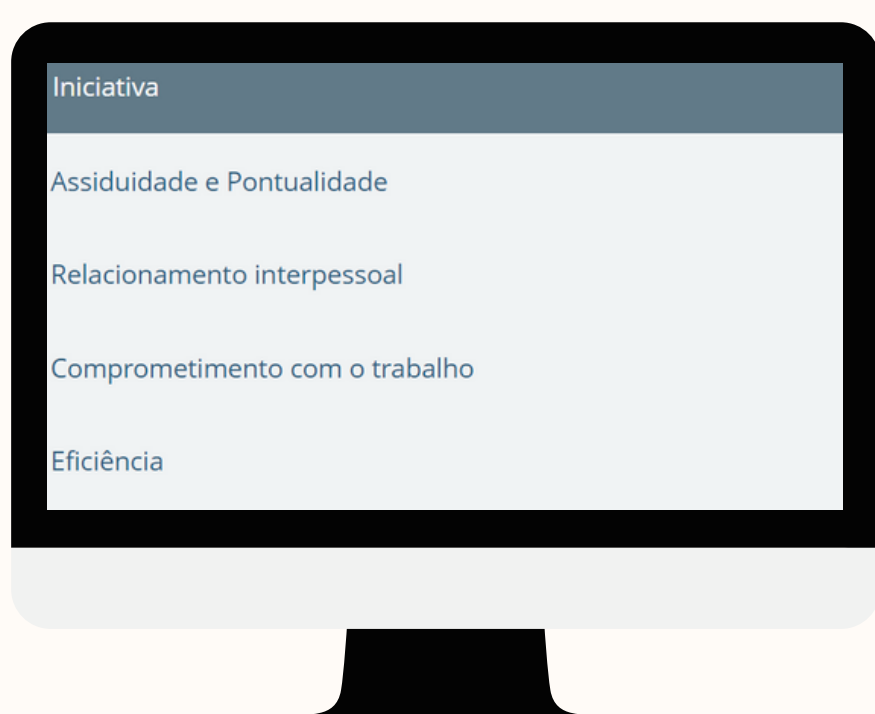 Iniciativa
Assiduidade e Pontualidade
Relacionamento interpessoal
Comprometimento com o trabalho
Eficiência